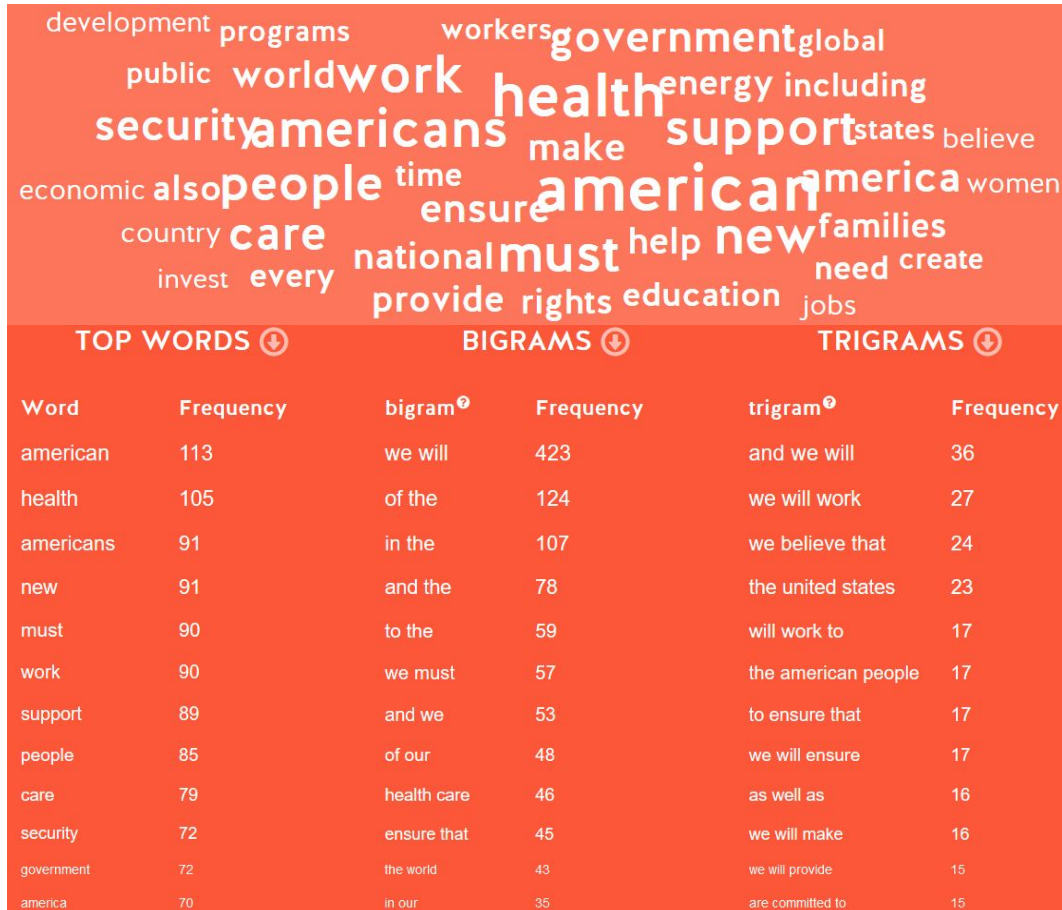 development programs workers government global
public world work health energy including
security americans make support states believe
economic also people time ensure american america women
country care national must help new families
invest every provide rights education need create
jobs
TOP WORDS BIGRAMS TRIGRAMS
Word Frequency bigram? Frequency trigram? Frequency
american 113 we will 423 and we will 36
health 105 of the 124 we will work 27
americans 91 in the 107 we believe that 24
new 91 and the 78 the united states 23
must 90 to the 59 will work to 17
work 90 we must 57 the american people 17
support 89 and we 53 to ensure that 17
people 85 of our 48 we will ensure 17
care 79 health care 46 as well as 16
security 72 ensure that 45 we will make 16
government 72 the world 43 we will provide 15
america 70 in our 35 are committed to 15